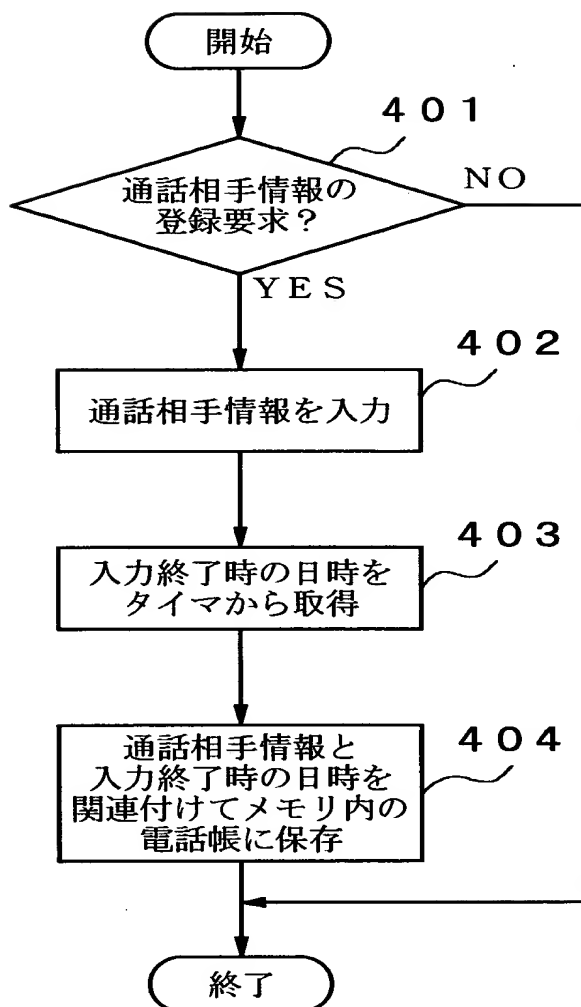 開始
401
通話相手情報の
登録要求?
NO
YES
402
通話相手情報を入力
403
入力終了時の日時を
タイマから取得
404
通話相手情報と
入力終了時の日時を
関連付けてメモリ内の
電話帳に保存
終了